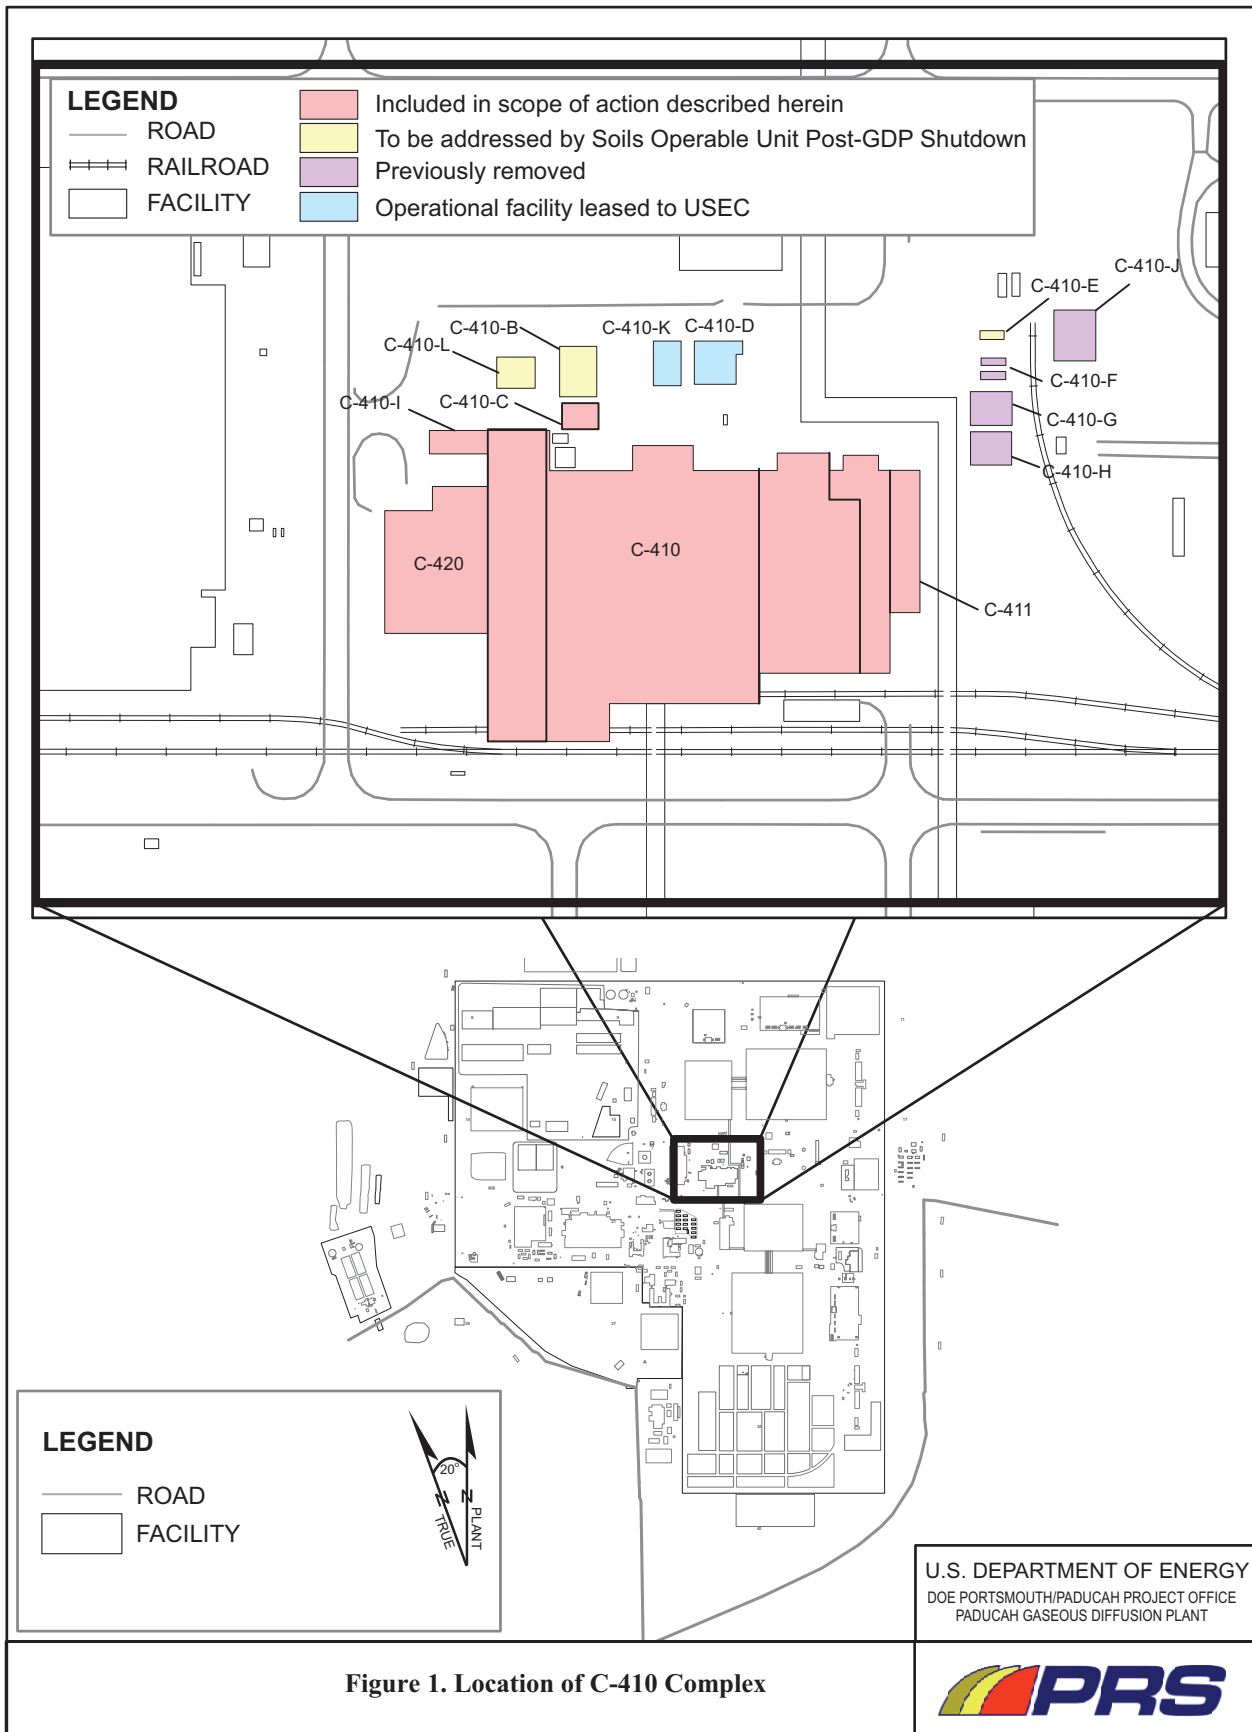 LEGEND
ROAD
RAILROAD
FACILITY
Included in scope of action described herein
To be addressed by Soils Operable Unit Post-GDP Shutdown
Previously removed
Operational facility leased to USEC
C-410-J
C-410-E
C-410-B
C-410-K
C-410-D
C-410-L
C-410-F
C-410-I
C-410-C
C-410-G
C-410-H
C-410
C-420
C-411
LEGEND
ROAD
FACILITY
20°
N
TRUE
N
PLANT
U.S. DEPARTMENT OF ENERGY
DOE PORTSMOUTH/PADUCAH PROJECT OFFICE
PADUCAH GASEOUS DIFFUSION PLANT
Figure 1. Location of C-410 Complex
PRS